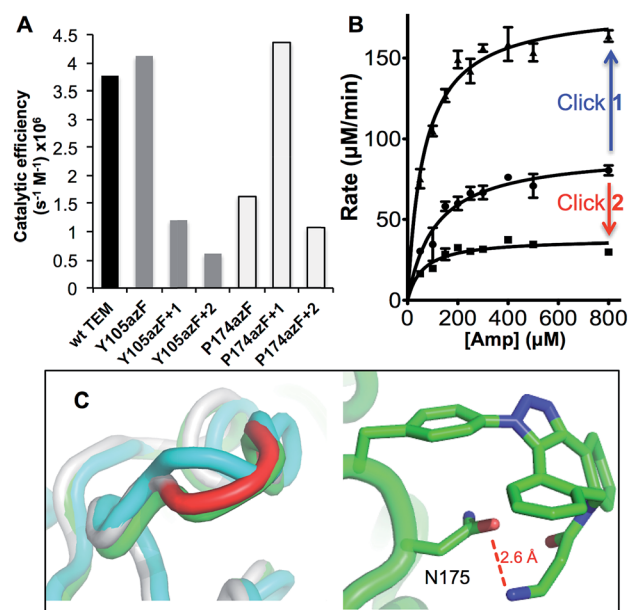 A
Catalytic efficiency
(s⁻¹ M⁻¹) x10⁶
4.5
4
3.5
3
2.5
2
1.5
1
0.5
0
wt TEM
Y105azF
Y105azF+1
Y105azF+2
P174azF
P174azF+1
P174azF+2
B
Rate (µM/min)
150
100
50
0
0
200
400
600
800
[Amp] (µM)
Click 1
Click 2
C
N175
2.6 Å